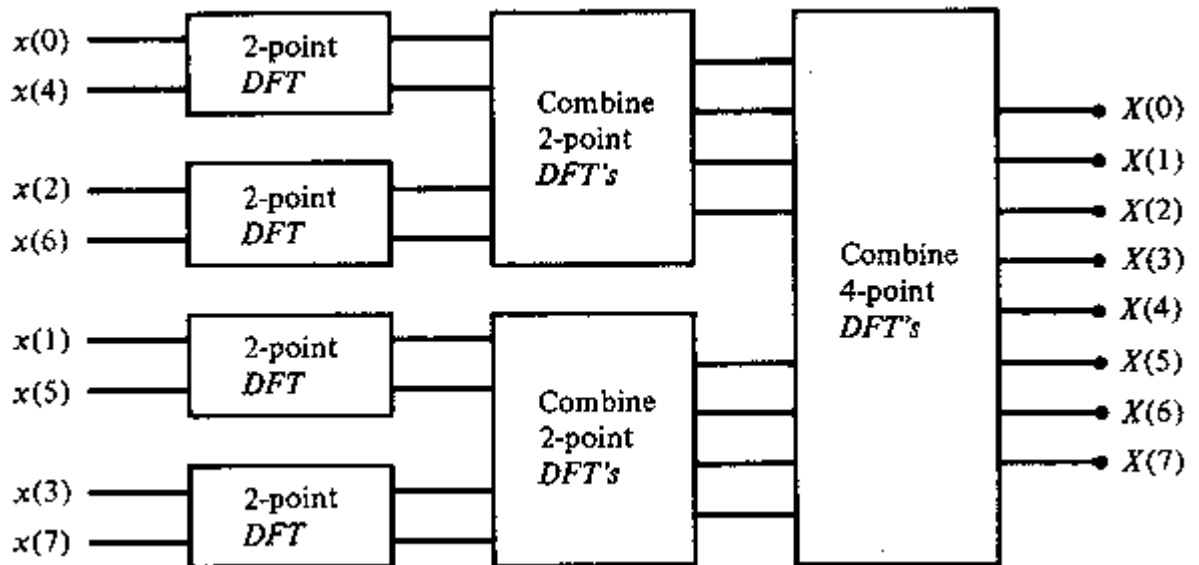 x(0)
x(4)
2-point
DFT
x(2)
x(6)
2-point
DFT
x(1)
x(5)
2-point
DFT
x(3)
x(7)
2-point
DFT
Combine
2-point
DFT's
Combine
2-point
DFT's
Combine
4-point
DFT's
X(0)
X(1)
X(2)
X(3)
X(4)
X(5)
X(6)
X(7)